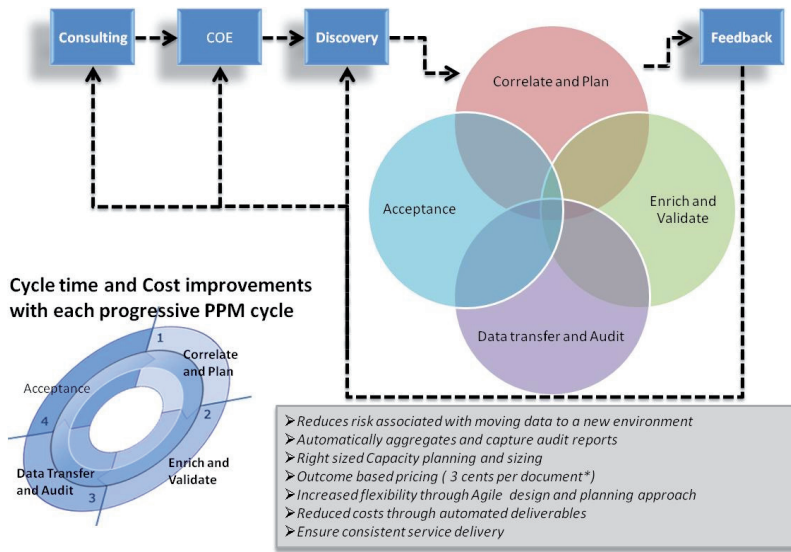 Consulting
COE
Discovery
Feedback
Correlate and Plan
Acceptance
Enrich and
Validate
Data transfer and Audit
Cycle time and Cost improvements
with each progressive PPM cycle
1
Correlate
and Plan
Acceptance
4
2
Data Transfer
and Audit
3
Enrich and
Validate
➢Reduces risk associated with moving data to a new environment
➢Automatically aggregates and capture audit reports
➢Right sized Capacity planning and sizing
➢Outcome based pricing ( 3 cents per document*)
➢Increased flexibility through Agile design and planning approach
➢Reduced costs through automated deliverables
➢Ensure consistent service delivery